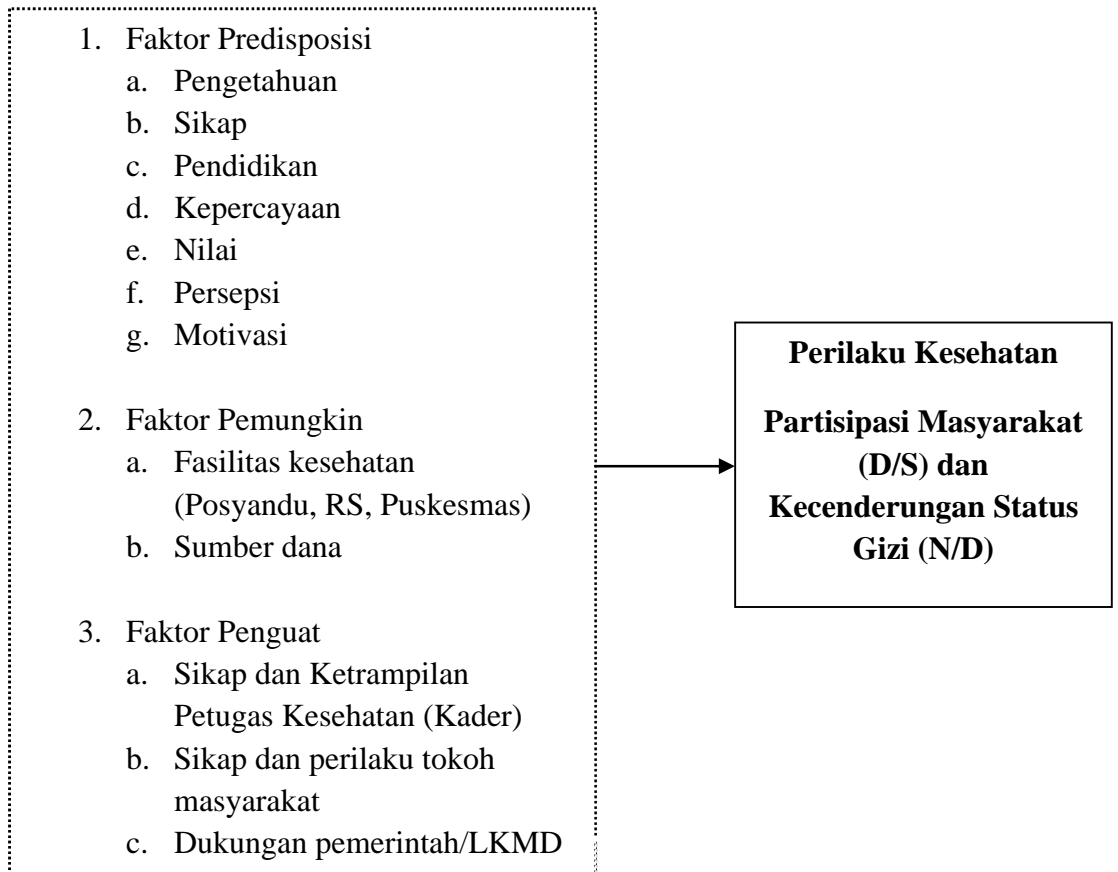 1. Faktor Predisposisi
a. Pengetahuan
b. Sikap
c. Pendidikan
d. Kepercayaan
e. Nilai
f. Persepsi
g. Motivasi
2. Faktor Pemungkin
a. Fasilitas kesehatan
(Posyandu, RS, Puskesmas)
b. Sumber dana
3. Faktor Penguat
a. Sikap dan Ketrampilan
Petugas Kesehatan (Kader)
b. Sikap dan perilaku tokoh
masyarakat
c. Dukungan pemerintah/LKMD
Perilaku Kesehatan
Partisipasi Masyarakat
(D/S) dan
Kecenderungan Status
Gizi (N/D)